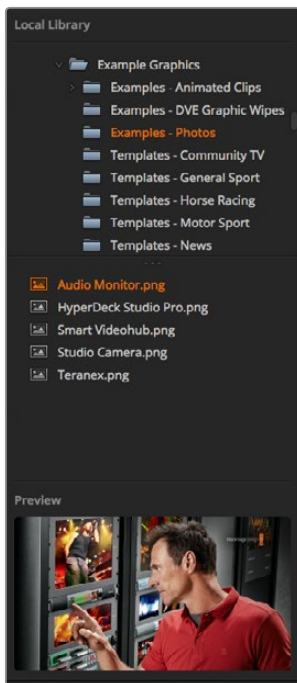 Local Library
Example Graphics
Examples - Animated Clips
Examples - DVE Graphic Wipes
Examples - Photos
Templates - Community TV
Templates - General Sport
Templates - Horse Racing
Templates - Motor Sport
Templates - News
Audio Monitor.png
HyperDeck Studio Pro.png
Smart Videohub.png
Studio Camera.png
Teranex.png
Preview